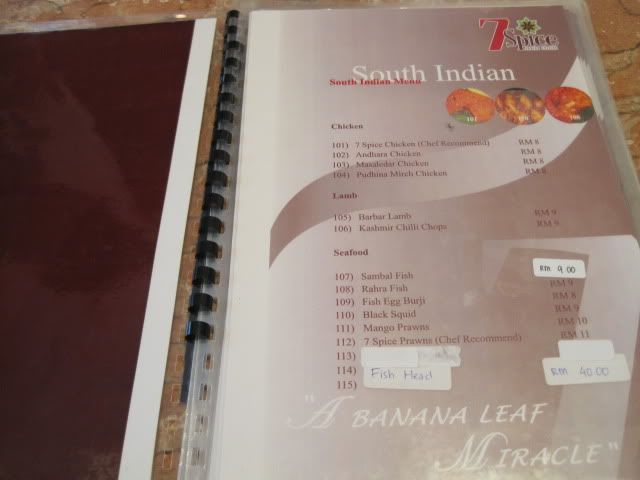 7 Spice
South Indian
South Indian Menu
101 106
Chicken
101) 7 Spice Chicken (Chef Recommend) RM 8
102) Andhara Chicken RM 8
103) Masaledar Chicken RM 8
104) Pudhina Mirch Chicken RM 8
Lamb
105) Barbar Lamb RM 9
106) Kashmir Chilli Chops RM 9
Seafood
107) Sambal Fish RM 9.00
108) Rahra Fish RM 9
109) Fish Egg Burji RM 8
110) Black Squid RM 9
111) Mango Prawns RM 10
112) 7 Spice Prawns (Chef Recommend) RM 11
113)
114) Fish Head RM 40.00
115)
"A BANANA LEAF
MIRACLE"